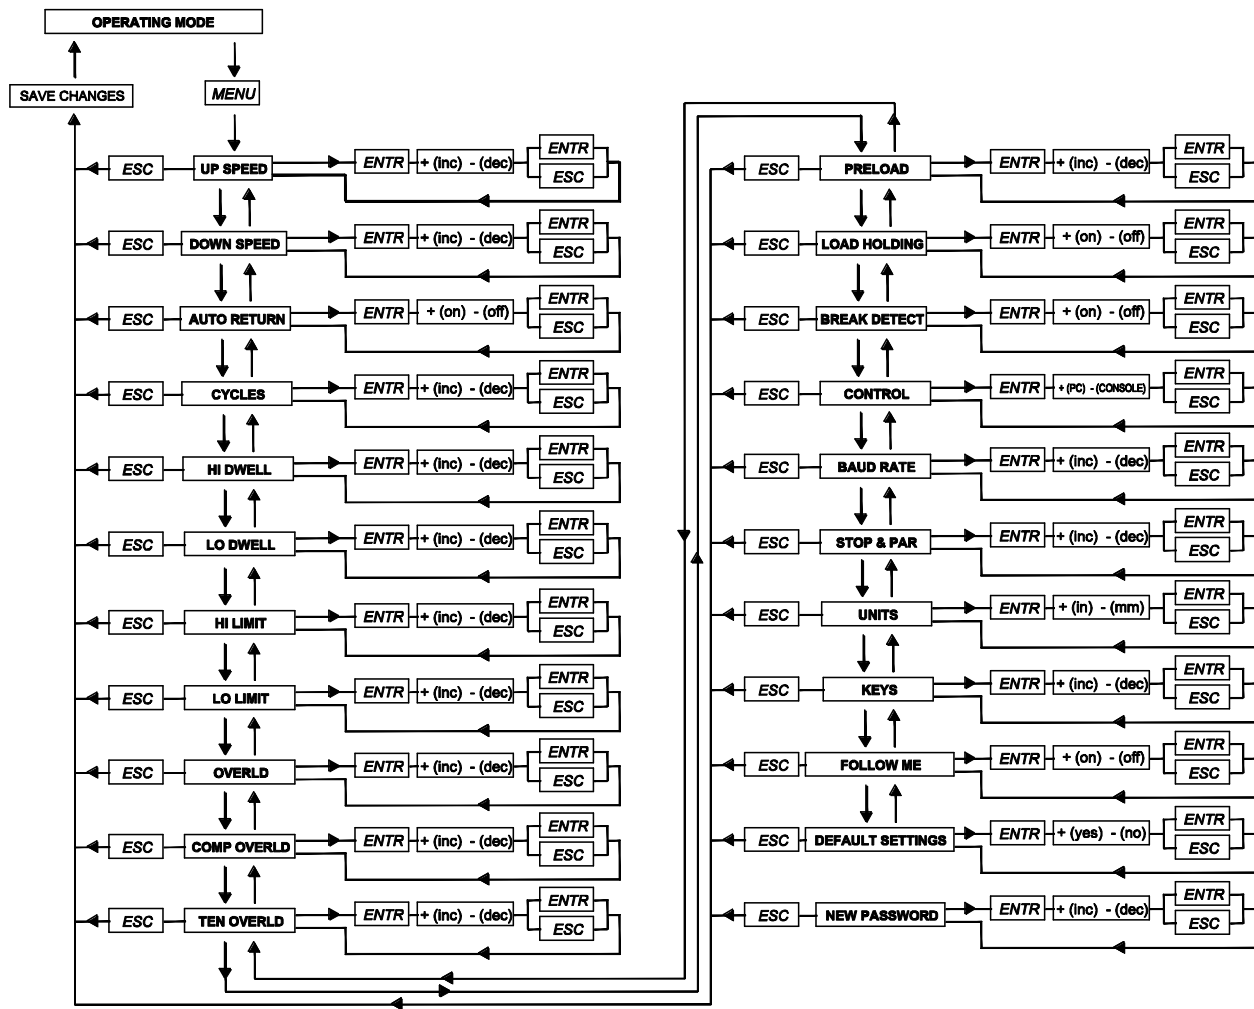 OPERATING MODE
SAVE CHANGES
MENU
ESC UP SPEED ENTR + (inc) - (dec) ENTR
ESC
ESC DOWN SPEED ENTR + (inc) - (dec) ENTR
ESC
ESC AUTO RETURN ENTR + (on) - (off) ENTR
ESC
ESC CYCLES ENTR + (inc) - (dec) ENTR
ESC
ESC HI DWELL ENTR + (inc) - (dec) ENTR
ESC
ESC LO DWELL ENTR + (inc) - (dec) ENTR
ESC
ESC HI LIMIT ENTR + (inc) - (dec) ENTR
ESC
ESC LO LIMIT ENTR + (inc) - (dec) ENTR
ESC
ESC OVERLD ENTR + (inc) - (dec) ENTR
ESC
ESC COMP OVERLD ENTR + (inc) - (dec) ENTR
ESC
ESC TEN OVERLD ENTR + (inc) - (dec) ENTR
ESC
ESC PRELOAD ENTR + (inc) - (dec) ENTR
ESC
ESC LOAD HOLDING ENTR + (on) - (off) ENTR
ESC
ESC BREAK DETECT ENTR + (on) - (off) ENTR
ESC
ESC CONTROL ENTR + (PC) - (CONSOLE) ENTR
ESC
ESC BAUD RATE ENTR + (inc) - (dec) ENTR
ESC
ESC STOP & PAR ENTR + (inc) - (dec) ENTR
ESC
ESC UNITS ENTR + (in) - (mm) ENTR
ESC
ESC KEYS ENTR + (inc) - (dec) ENTR
ESC
ESC FOLLOW ME ENTR + (on) - (off) ENTR
ESC
ESC DEFAULT SETTINGS ENTR + (yes) - (no) ENTR
ESC
ESC NEW PASSWORD ENTR + (inc) - (dec) ENTR
ESC